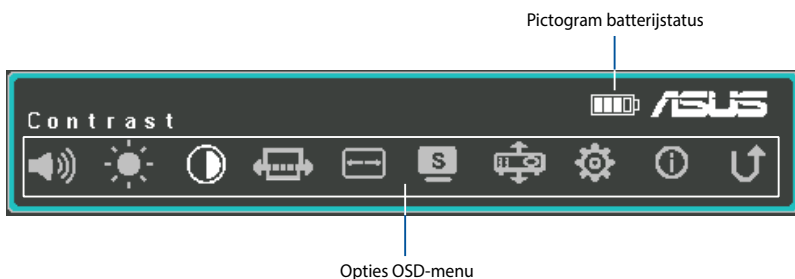 Pictogram batterijstatus
ASUS
Contrast
S
Opties OSD-menu